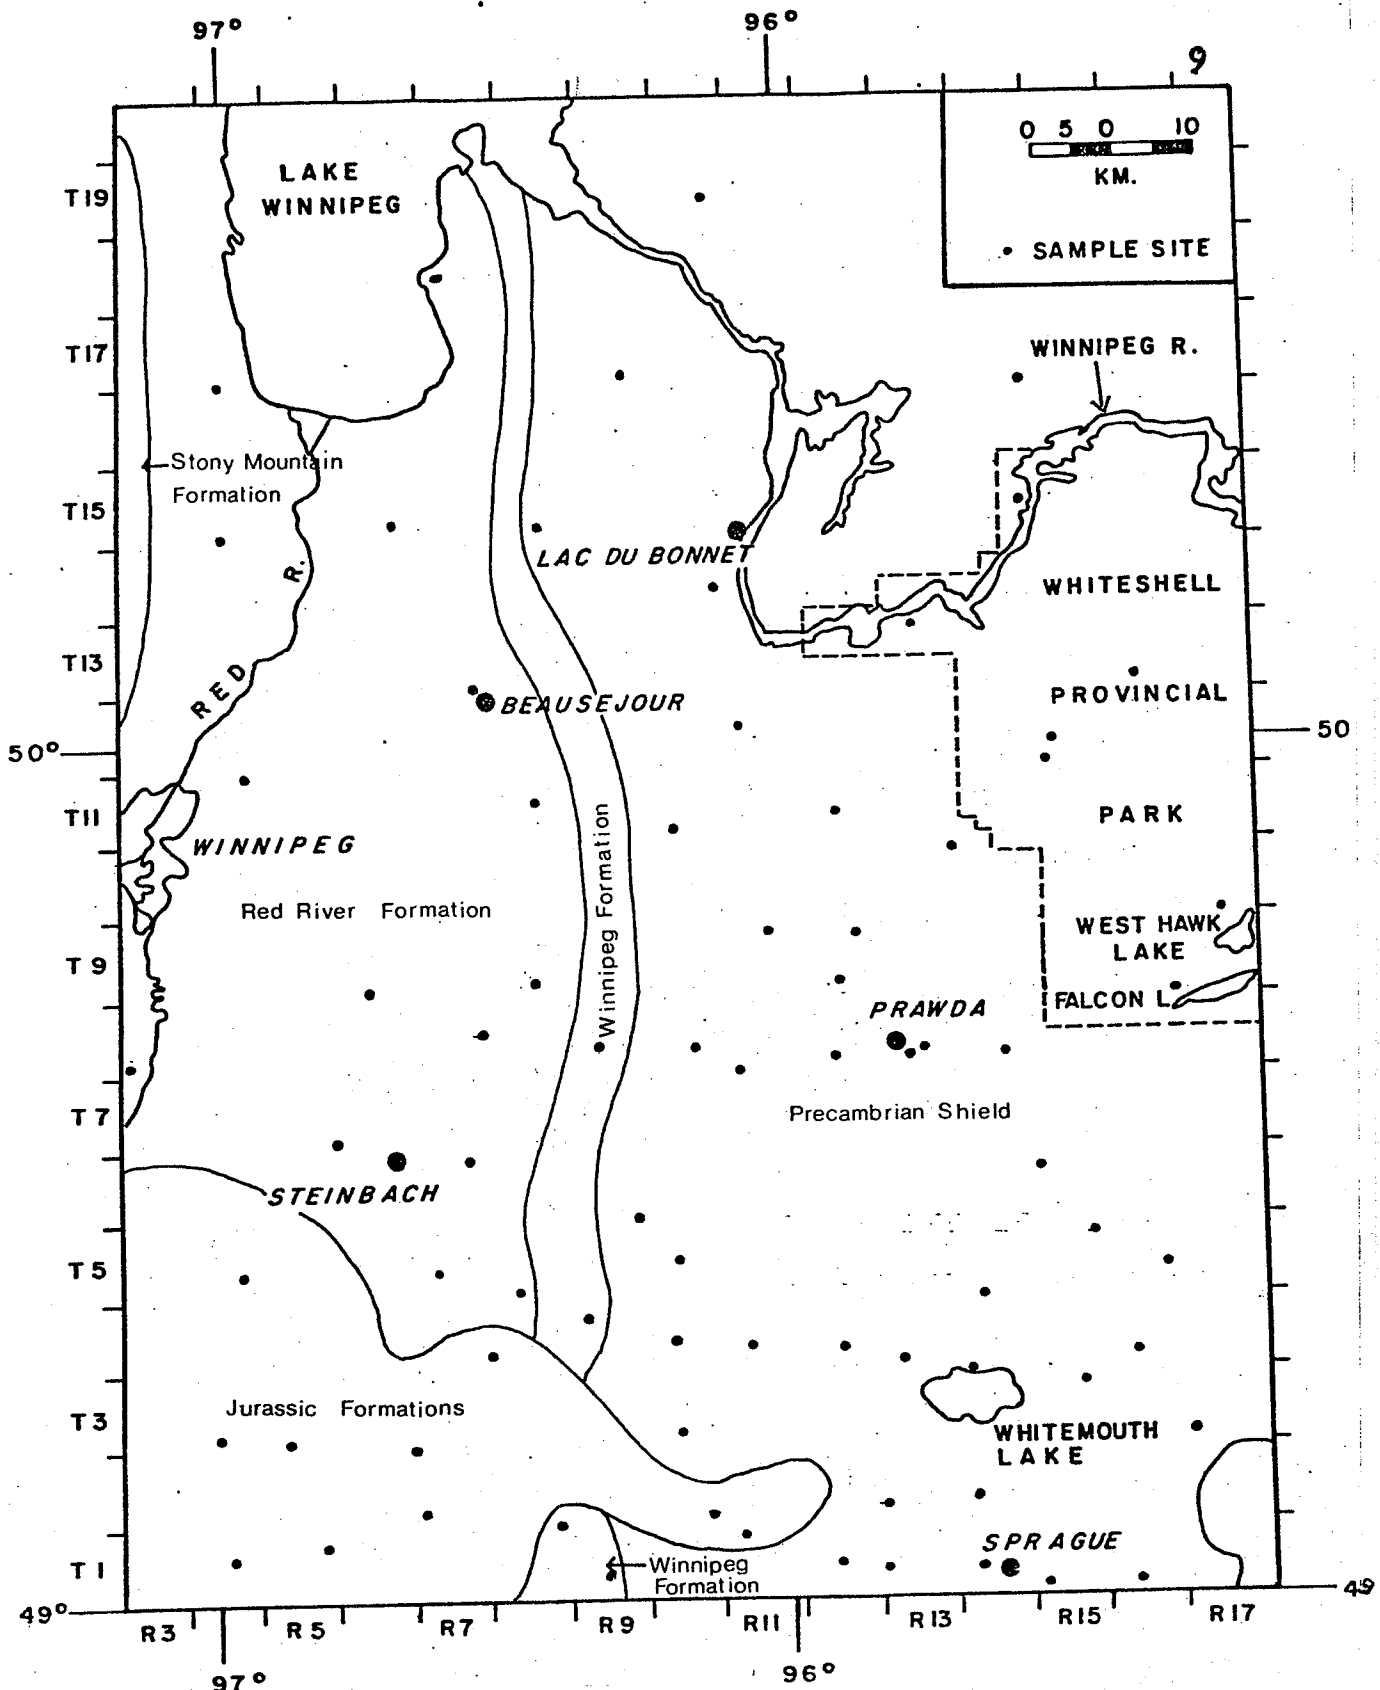 97° 96°
9
0 5 0 10
KM.
SAMPLE SITE
LAKE
WINNIPEG
T19
T17
WINNIPEG R.
Stony Mountain
Formation
T15
LAC DU BONNET
R.
WHITESHELL
T13
RED
BEAUSEJOUR
PROVINCIAL
50° 50
T11
PARK
WINNIPEG
Winnipeg Formation
Red River Formation
WEST HAWK
LAKE
T9
FALCON L.
PRAWDA
T7
Precambrian Shield
STEINBACH
T5
Jurassic Formations
T3
WHITEMOUTH
LAKE
SPRAGUE
T1
Winnipeg
Formation
49° 49
R3 R5 R7 R9 R11 R13 R15 R17
97° 96°